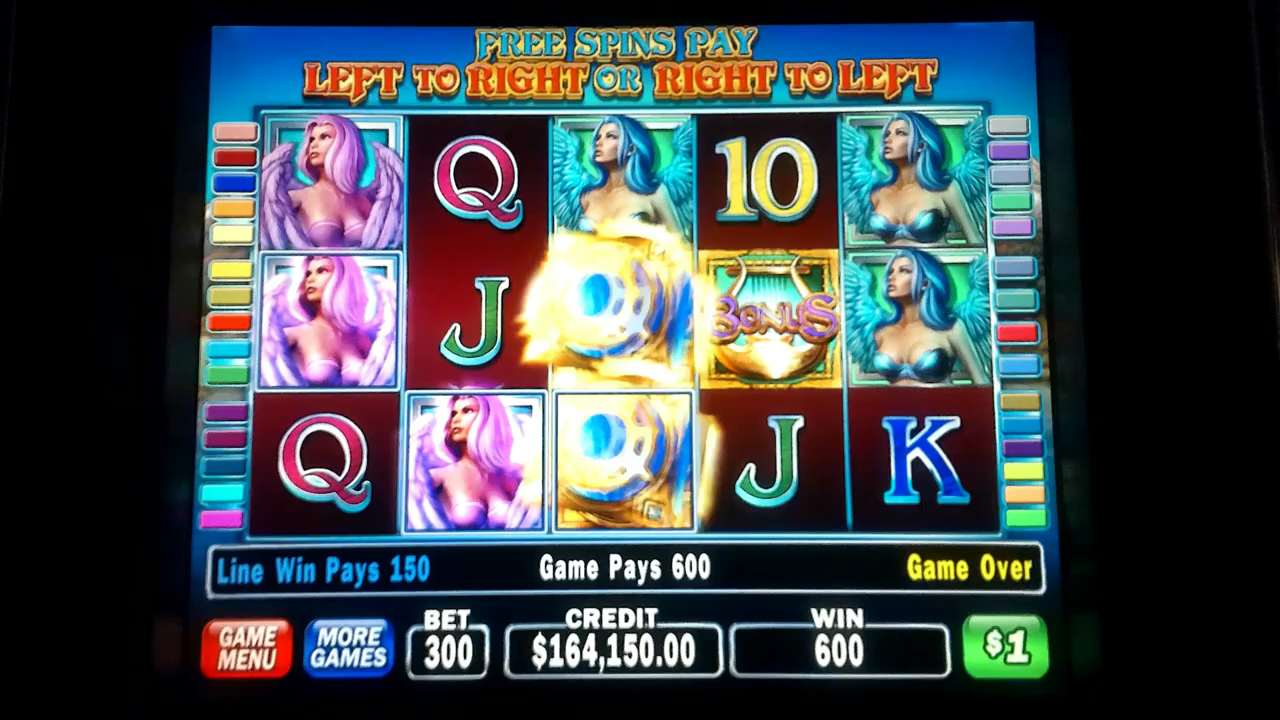 FREE SPINS PAY
LEFT TO RIGHT OR RIGHT TO LEFT
Q
10
J
BONUS
Q
J
K
Line Win Pays 150
Game Pays 600
Game Over
GAME
MENU
MORE
GAMES
BET
300
CREDIT
$164,150.00
WIN
600
$1